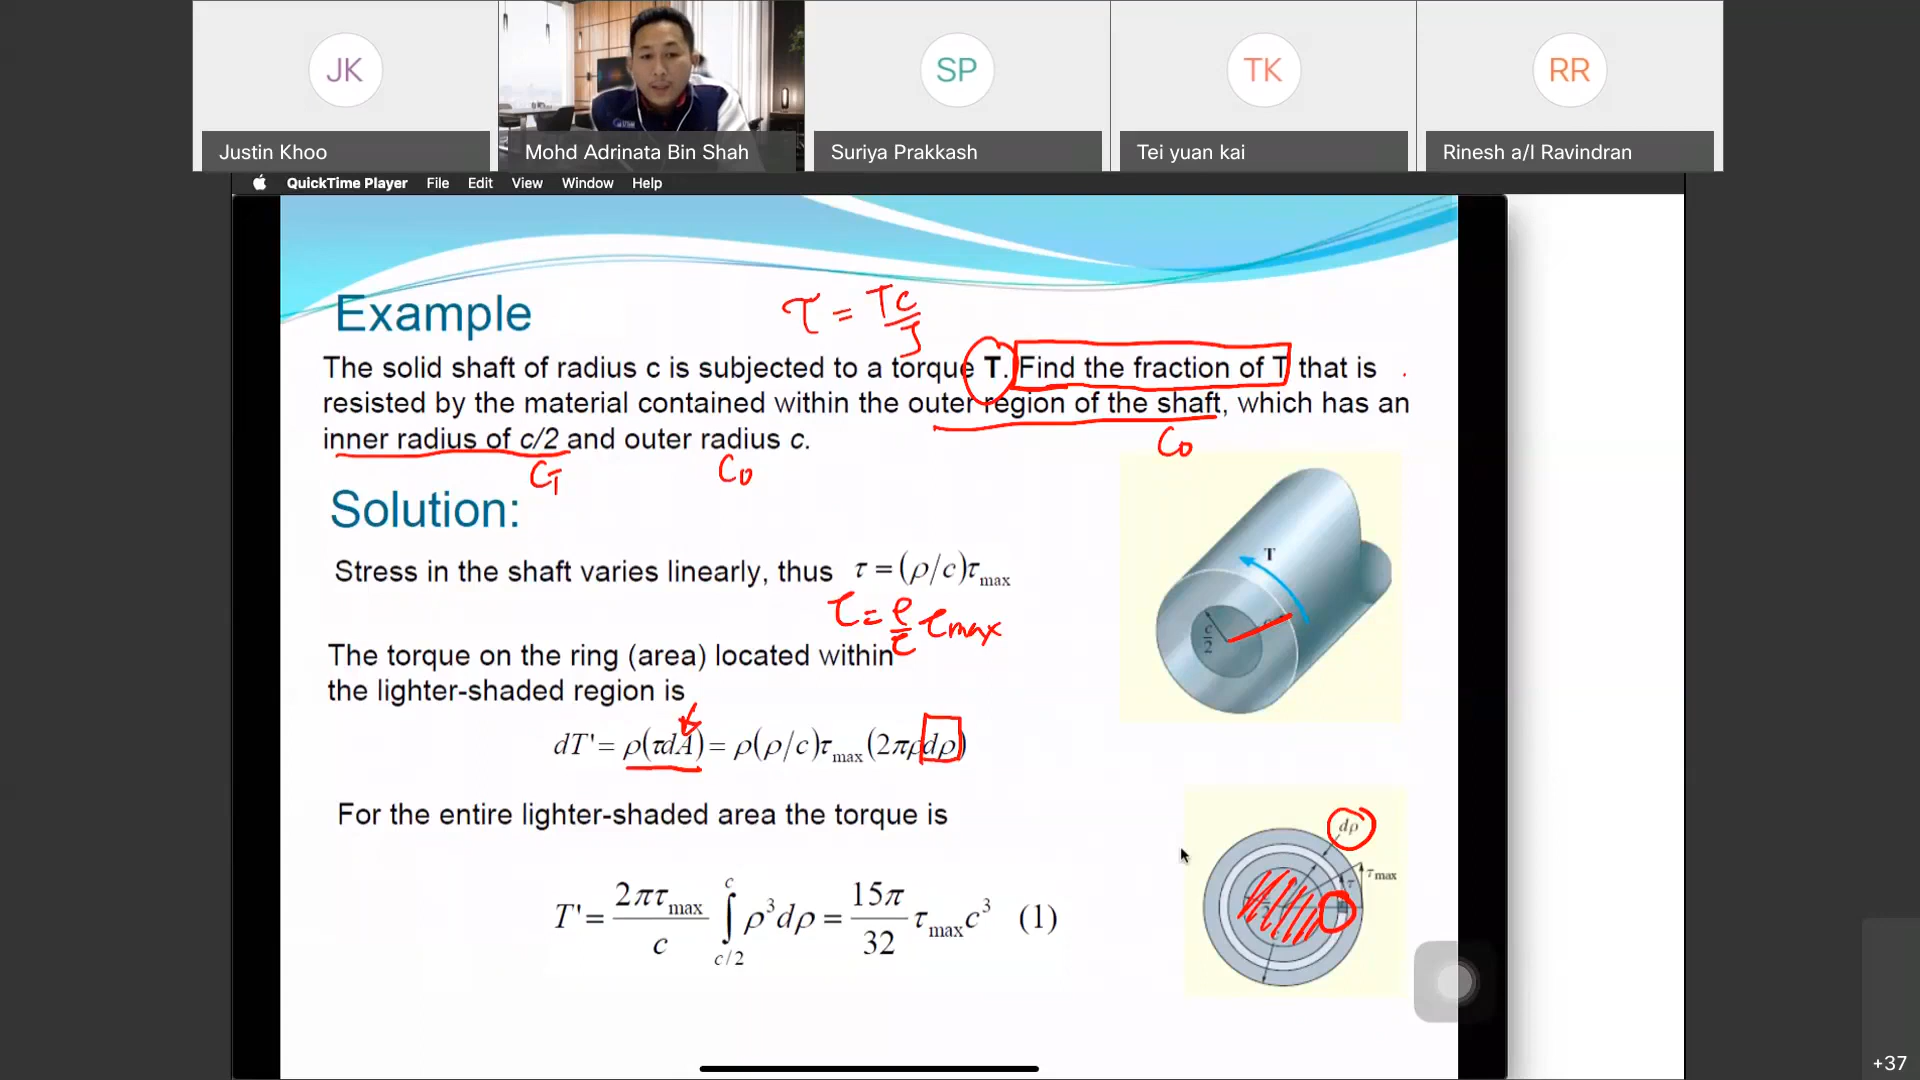 JK
SP
TK
RR
Justin Khoo
Mohd Adrinata Bin Shah
Suriya Prakkash
Tei yuan kai
Rinesh a/l Ravindran
QuickTime Player File Edit View Window Help
Example
τ = Tc/J
The solid shaft of radius c is subjected to a torque T. Find the fraction of T that is
resisted by the material contained within the outer region of the shaft, which has an
inner radius of c/2 and outer radius c.
Co
CI
Co
Solution:
T
c/2
Stress in the shaft varies linearly, thus τ = (ρ/c)τmax
τ = ρ/c τmax
The torque on the ring (area) located within
the lighter-shaded region is
dT' = ρ(τdA) = ρ(ρ/c)τmax(2πρdρ)
For the entire lighter-shaded area the torque is
dρ
τmax
τ
c
T' = 2πτmax/c ∫c/2^c ρ³dρ = 15π/32 τmaxc³ (1)
+37